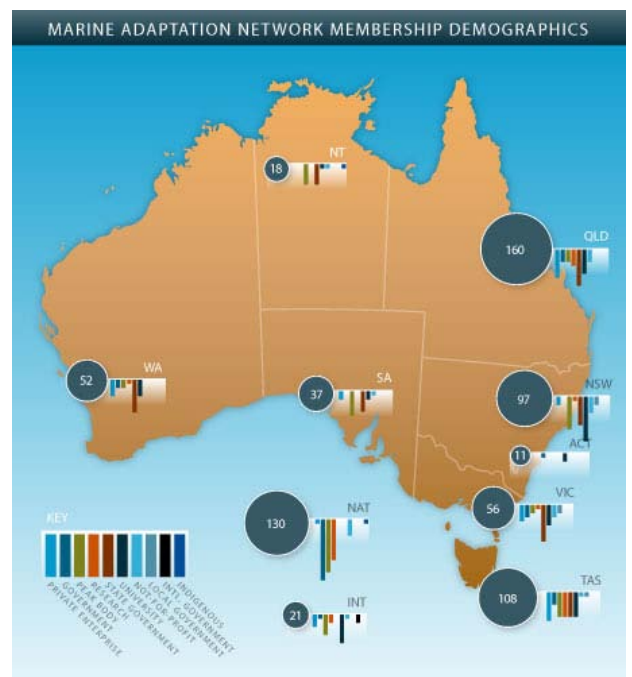 MARINE ADAPTATION NETWORK MEMBERSHIP DEMOGRAPHICS
NT
18
QLD
160
WA
52
SA
37
NSW
97
ACT
11
VIC
56
NAT
130
TAS
108
INT
21
KEY
PRIVATE ENTERPRISE
GOVERNMENT
PEAK BODY
RESEARCH
STATE GOVERNMENT
UNIVERSITY
NOT-FOR-PROFIT
LOCAL GOVERNMENT
INTL. GOVERNMENT
INDIGENOUS